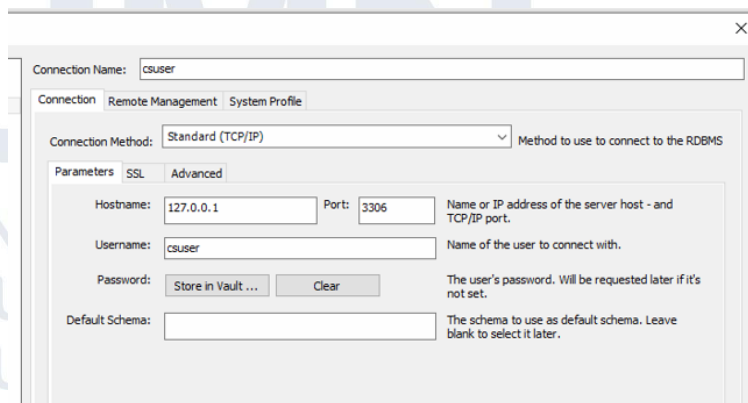 Connection Name: csuser
Connection Remote Management System Profile
Connection Method: Standard (TCP/IP) Method to use to connect to the RDBMS
Parameters SSL Advanced
Hostname: 127.0.0.1 Port: 3306 Name or IP address of the server host - and
TCP/IP port.
Username: csuser Name of the user to connect with.
Password: Store in Vault ... Clear The user's password. Will be requested later if it's
not set.
Default Schema: The schema to use as default schema. Leave
blank to select it later.